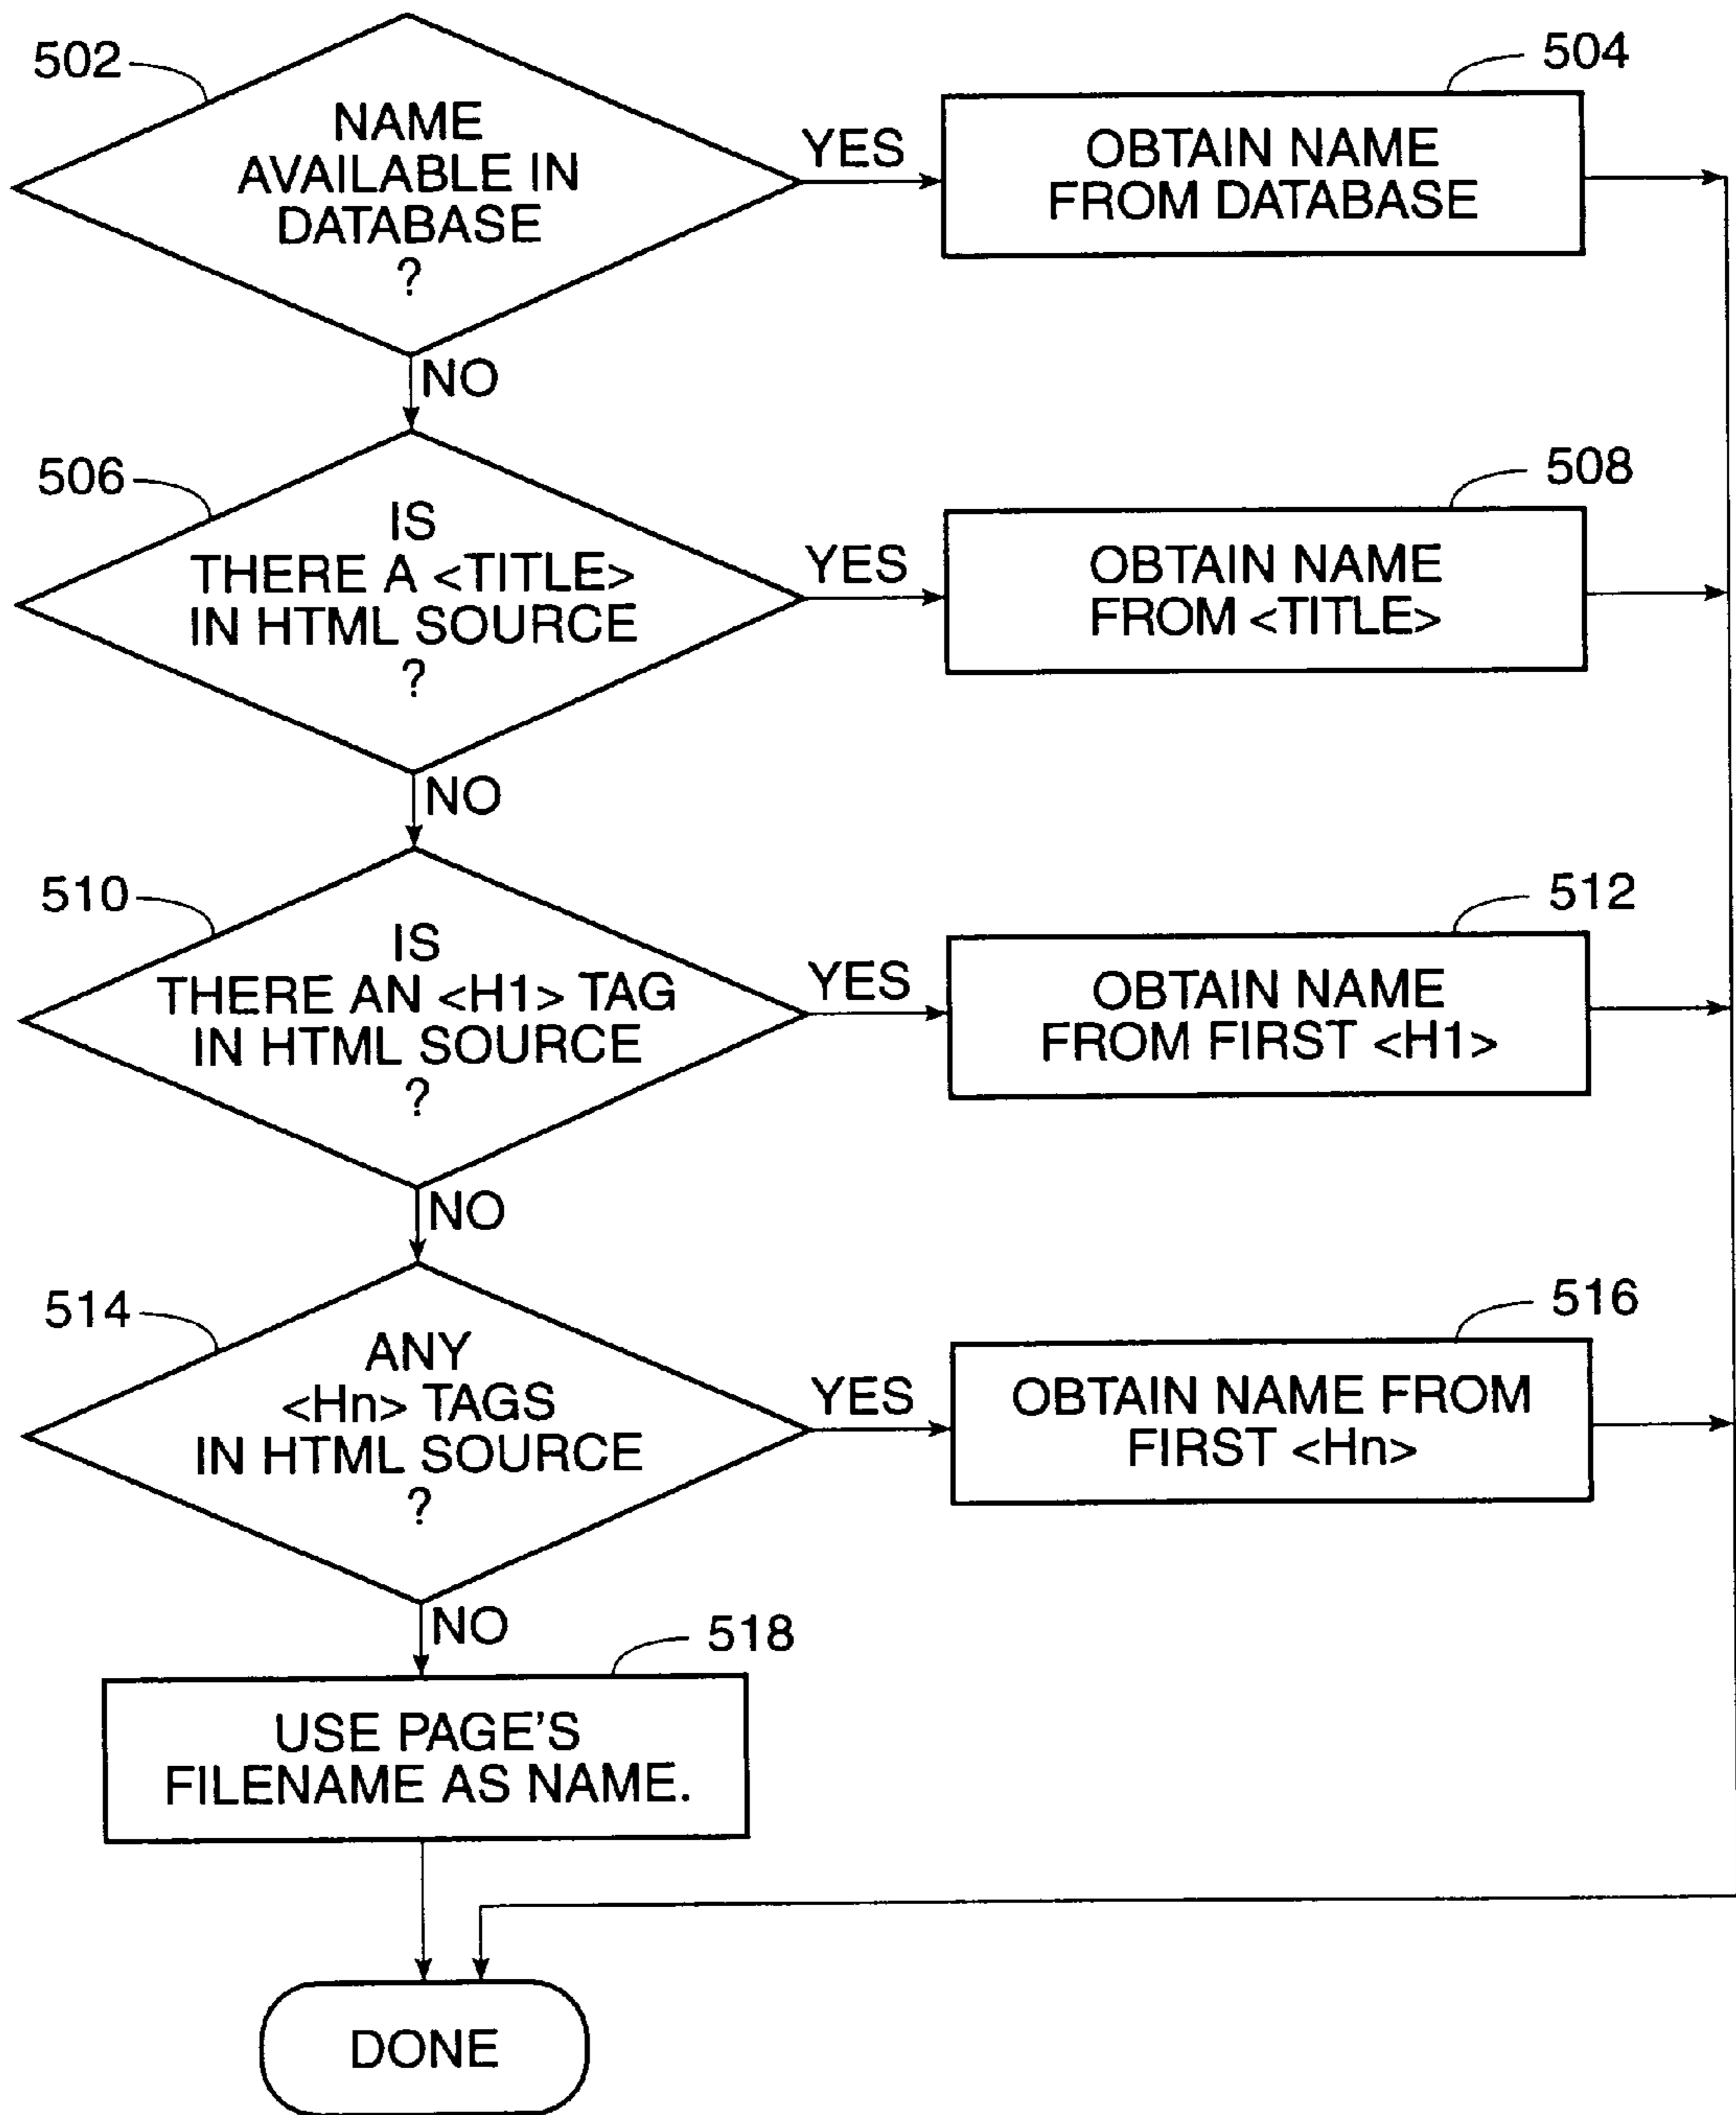 502
NAME
AVAILABLE IN
DATABASE
?
YES
504
OBTAIN NAME
FROM DATABASE
NO
506
IS
THERE A <TITLE>
IN HTML SOURCE
?
YES
508
OBTAIN NAME
FROM <TITLE>
NO
510
IS
THERE AN <H1> TAG
IN HTML SOURCE
?
YES
512
OBTAIN NAME
FROM FIRST <H1>
NO
514
ANY
<Hn> TAGS
IN HTML SOURCE
?
YES
516
OBTAIN NAME FROM
FIRST <Hn>
NO
518
USE PAGE'S
FILENAME AS NAME.
DONE